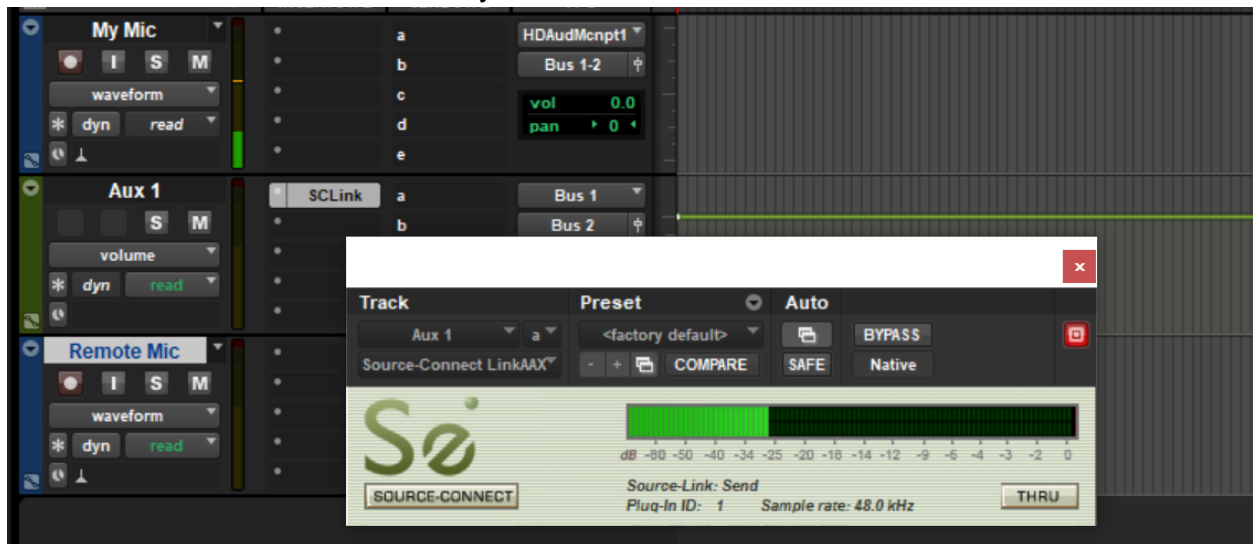 My Mic
a
HDAudMcnpt1
I S M
b
Bus 1-2
waveform
c
vol 0.0
dyn read
d
pan 0
e
Aux 1
SCLink
a
Bus 1
S M
b
Bus 2
volume
dyn read
Track
Preset
Auto
Aux 1
a
<factory default>
BYPASS
Source-Connect LinkAAX
- +
COMPARE
SAFE
Native
Remote Mic
I S M
waveform
dyn read
Se
dB -80 -50 -40 -34 -25 -20 -18 -14 -12 -9 -6 -4 -3 -2 0
SOURCE-CONNECT
Source-Link: Send
Plug-In ID: 1 Sample rate: 48.0 kHz
THRU